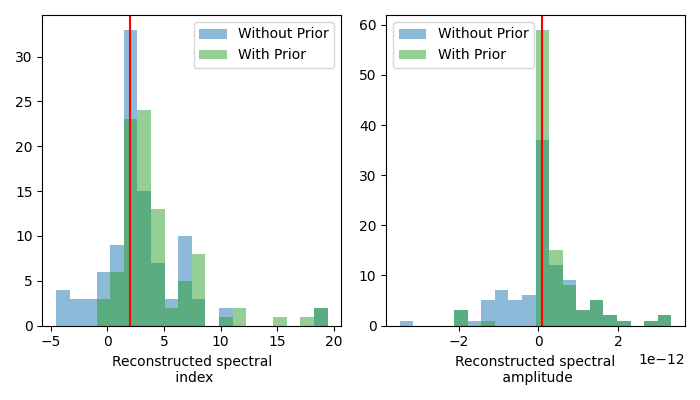 Without Prior
With Prior
30
25
20
15
10
5
0
−5
0
5
10
15
20
Reconstructed spectral
index
Without Prior
With Prior
60
50
40
30
20
10
0
−2
0
2
1e−12
Reconstructed spectral
amplitude